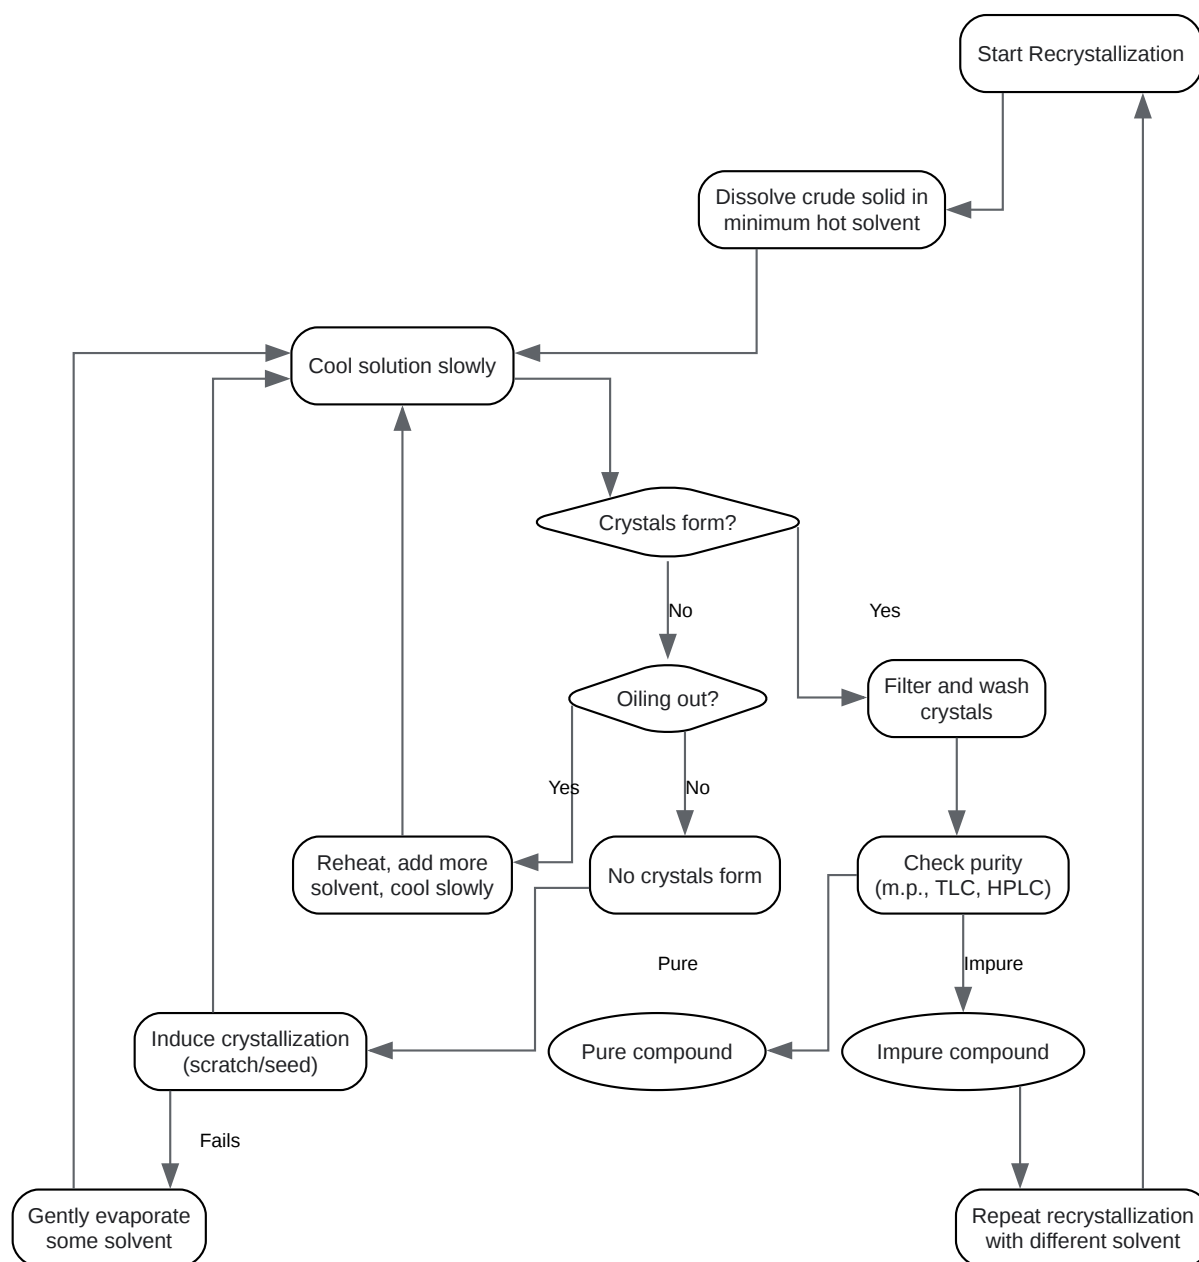 Start Recrystallization
Dissolve crude solid in
minimum hot solvent
Cool solution slowly
Crystals form?
No
Yes
Oiling out?
Filter and wash
crystals
Yes
No
Reheat, add more
solvent, cool slowly
No crystals form
Check purity
(m.p., TLC, HPLC)
Pure
Impure
Induce crystallization
(scratch/seed)
Pure compound
Impure compound
Fails
Gently evaporate
some solvent
Repeat recrystallization
with different solvent